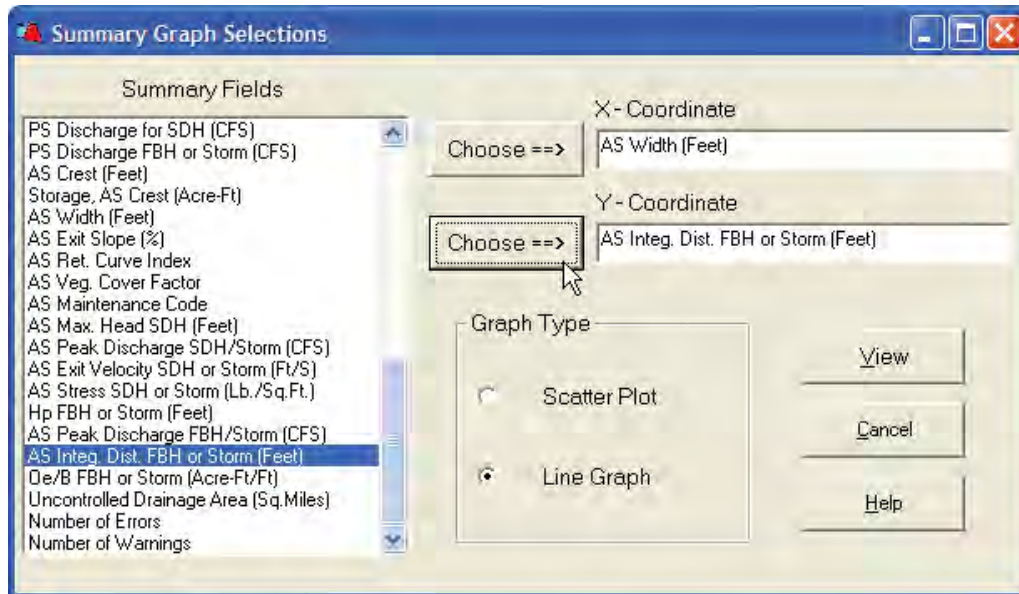 Summary Graph Selections
Summary Fields
PS Discharge for SDH (CFS)
PS Discharge FBH or Storm (CFS)
AS Crest (Feet)
Storage, AS Crest (Acre-Ft)
AS Width (Feet)
AS Exit Slope (%)
AS Ret. Curve Index
AS Veg. Cover Factor
AS Maintenance Code
AS Max. Head SDH (Feet)
AS Peak Discharge SDH/Storm (CFS)
AS Exit Velocity SDH or Storm (Ft/S)
AS Stress SDH or Storm (Lb./Sq.Ft.)
Hp FBH or Storm (Feet)
AS Peak Discharge FBH/Storm (CFS)
AS Integ. Dist. FBH or Storm (Feet)
Oe/B FBH or Storm (Acre-Ft/Ft)
Uncontrolled Drainage Area (Sq.Miles)
Number of Errors
Number of Warnings
X - Coordinate
Choose ==>
AS Width (Feet)
Y - Coordinate
Choose ==>
AS Integ. Dist. FBH or Storm (Feet)
Graph Type
Scatter Plot
Line Graph
View
Cancel
Help